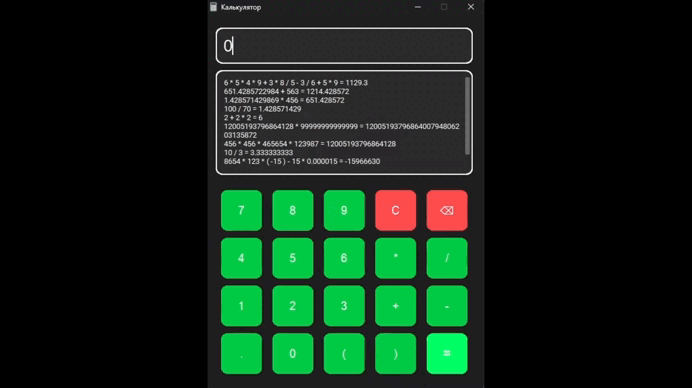 Калькулятор
0
6 * 5 * 4 * 9 + 3 * 8 / 5 - 3 / 6 + 5 * 9 = 1129.3
651.4285722984 + 563 = 1214.428572
1.428571429869 * 456 = 651.428572
100 / 70 = 1.428571429
2 + 2 * 2 = 6
12005193796864128 * 99999999999999 = 1200519379686400794806203135872
456 * 456 * 465654 * 123987 = 12005193796864128
10 / 3 = 3.333333333
8654 * 123 * ( -15 ) - 15 * 0.000015 = -15966630
7 8 9 C ⌫
4 5 6 * /
1 2 3 + -
. 0 ( ) =